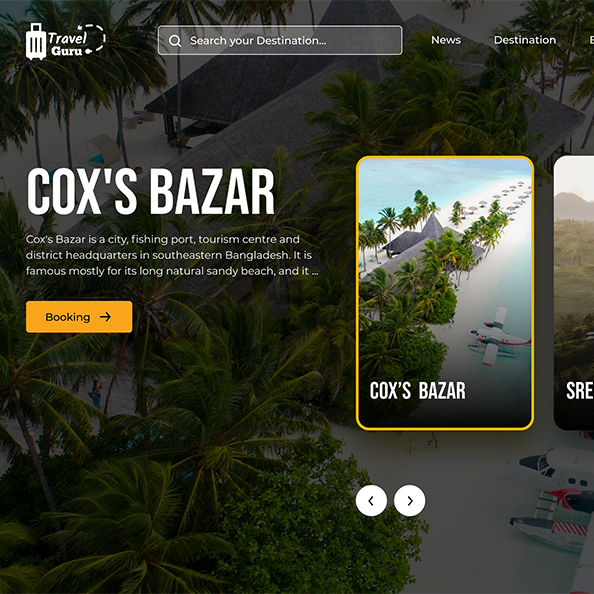 Travel
Guru
Search your Destination...
News
Destination
COX'S BAZAR
Cox's Bazar is a city, fishing port, tourism centre and
district headquarters in southeastern Bangladesh. It is
famous mostly for its long natural sandy beach, and it ...
Booking
COX'S BAZAR
SRE